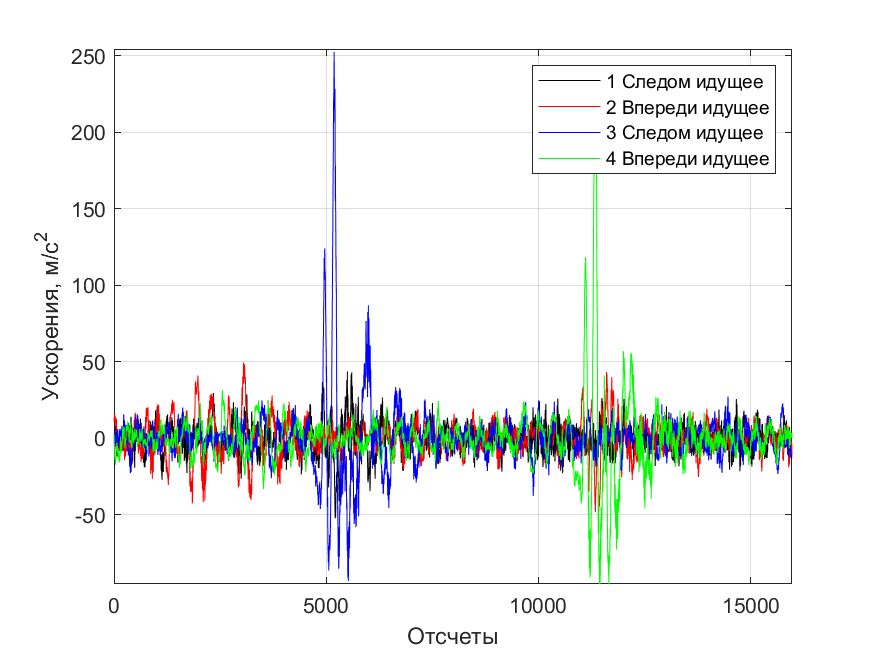 250
200
150
100
50
0
-50
Ускорения, м/с²
1 Следом идущее
2 Впереди идущее
3 Следом идущее
4 Впереди идущее
0 5000 10000 15000
Отсчеты